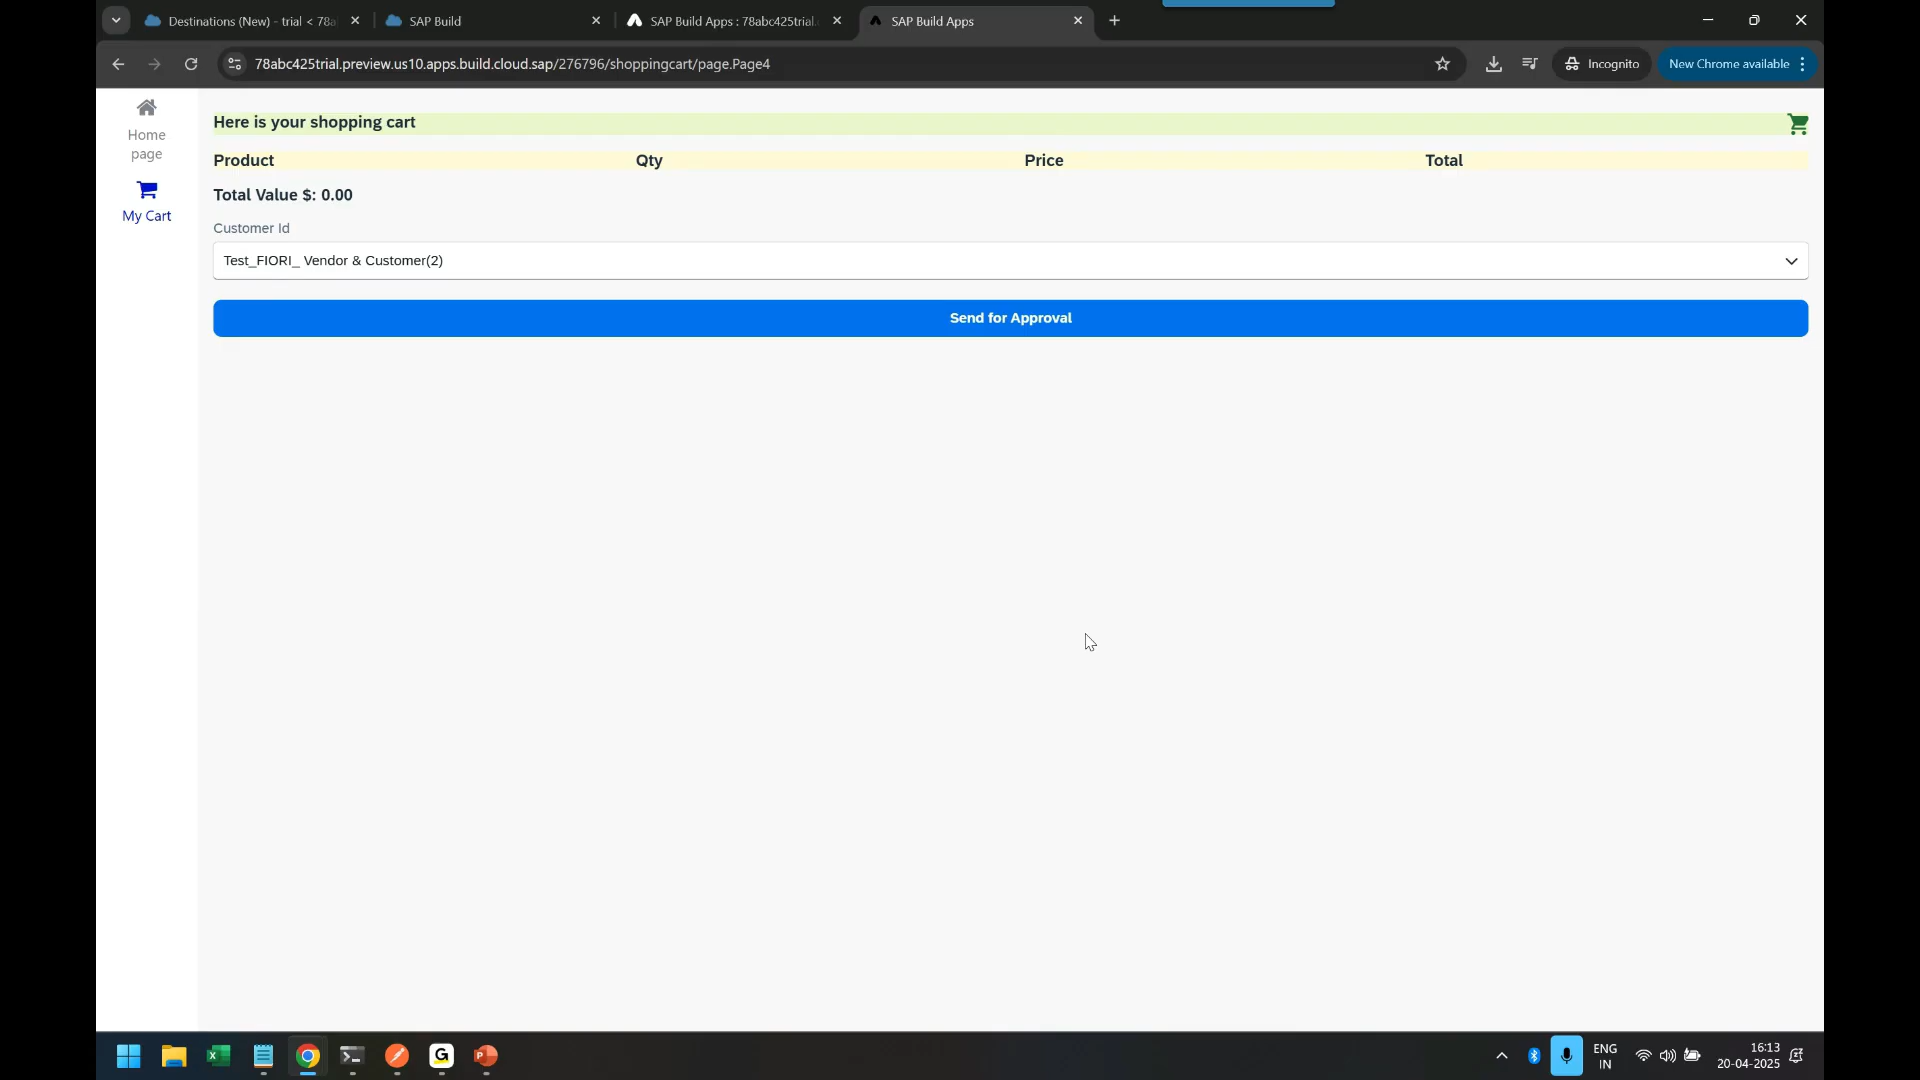 Destinations (New) - trial < 78a
SAP Build
SAP Build Apps : 78abc425trial.
SAP Build Apps
78abc425trial.preview.us10.apps.build.cloud.sap/276796/shoppingcart/page.Page4
Incognito
New Chrome available
Home
page
My Cart
Here is your shopping cart
Product Qty Price Total
Total Value $: 0.00
Customer Id
Test_FIORI_ Vendor & Customer(2)
Send for Approval
ENG
IN
16:13
20-04-2025